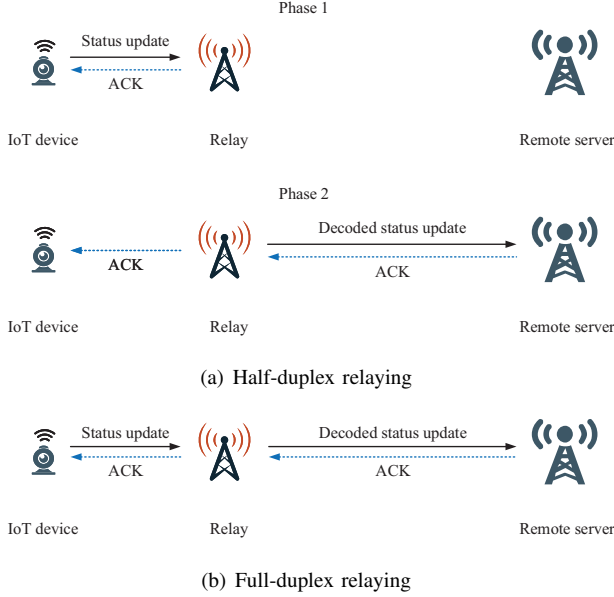 Phase 1
Status update
ACK
IoT device
Relay
Remote server
Phase 2
Decoded status update
ACK
ACK
IoT device
Relay
Remote server
(a) Half-duplex relaying
Status update
Decoded status update
ACK
ACK
IoT device
Relay
Remote server
(b) Full-duplex relaying